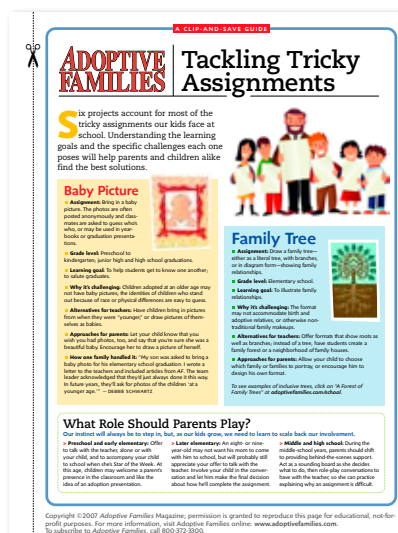 A CLIP-AND-SAVE GUIDE
ADOPTIVE
FAMILIES
Tackling Tricky
Assignments
Six projects account for most of the
tricky assignments our kids face at
school. Understanding the learning
goals and the specific challenges each one
poses will help parents and children alike
find the best solutions.
Baby Picture
Assignment: Bring in a baby
picture. The photos are often
posted anonymously and class-
mates are asked to guess who's
who, or may be used in year-
books or graduation presenta-
tions.
Grade level: Preschool to
kindergarten; junior high and high school graduations.
Learning goal: To help students get to know one another;
to salute graduates.
Why it's challenging: Children adopted at an older age may
not have baby pictures, the identities of children who stand
out because of race or physical differences are easy to guess.
Alternatives for teachers: Have children bring in pictures
from when they were "younger," or draw pictures of them-
selves as babies.
Approaches for parents: Let your child know that you
wish you had photos, too, and say that you're sure she was a
beautiful baby. Encourage her to draw a picture of herself.
How one family handled it: "My son was asked to bring a
baby photo for his elementary school graduation. I wrote a
letter to the teachers and included articles from AF. The team
leader acknowledged that they'd just always done it this way.
In future years, they'll ask for photos of the children 'at a
younger age.'" — DEBBIE SCHWARTZ
Family Tree
Assignment: Draw a family tree—
either as a literal tree, with branches,
or in diagram form—showing family
relationships.
Grade level: Elementary school.
Learning goal: To illustrate family
relationships.
Why it's challenging: The format
may not accommodate birth and
adoptive relatives, or otherwise non-
traditional family makeups.
Alternatives for teachers: Offer formats that show roots as
well as branches; instead of a tree, have students create a
family forest or a neighborhood of family houses.
Approaches for parents: Allow your child to choose
which family or families to portray, or encourage him to
design his own format.
To see examples of inclusive trees, click on "A Forest of
Family Trees" at adoptivefamilies.com/school.
What Role Should Parents Play?
Our instinct will always be to step in, but, as our kids grow, we need to learn to scale back our involvement.
> Preschool and early elementary: Offer
to talk with the teacher, alone or with
your child, and to accompany your child
to school when she's Star of the Week. At
this age, children may welcome a parent's
presence in the classroom and like the
idea of an adoption presentation.
> Later elementary: An eight- or nine-
year-old may not want his mom to come
with him to school, but will probably still
appreciate your offer to talk with the
teacher. Involve your child in the conver-
sation and let him make the final decision
about how he'll complete the assignment.
> Middle and high school: During the
middle-school years, parents should shift
to providing behind-the-scenes support.
Act as a sounding board as she decides
what to do, then role-play conversations to
have with the teacher, so she can practice
explaining why an assignment is difficult.
Copyright ©2007 Adoptive Families Magazine; permission is granted to reproduce this page for educational, not-for-
profit purposes. For more information, visit Adoptive Families online: www.adoptivefamilies.com.
To subscribe to Adoptive Families, call 800-372-3300.